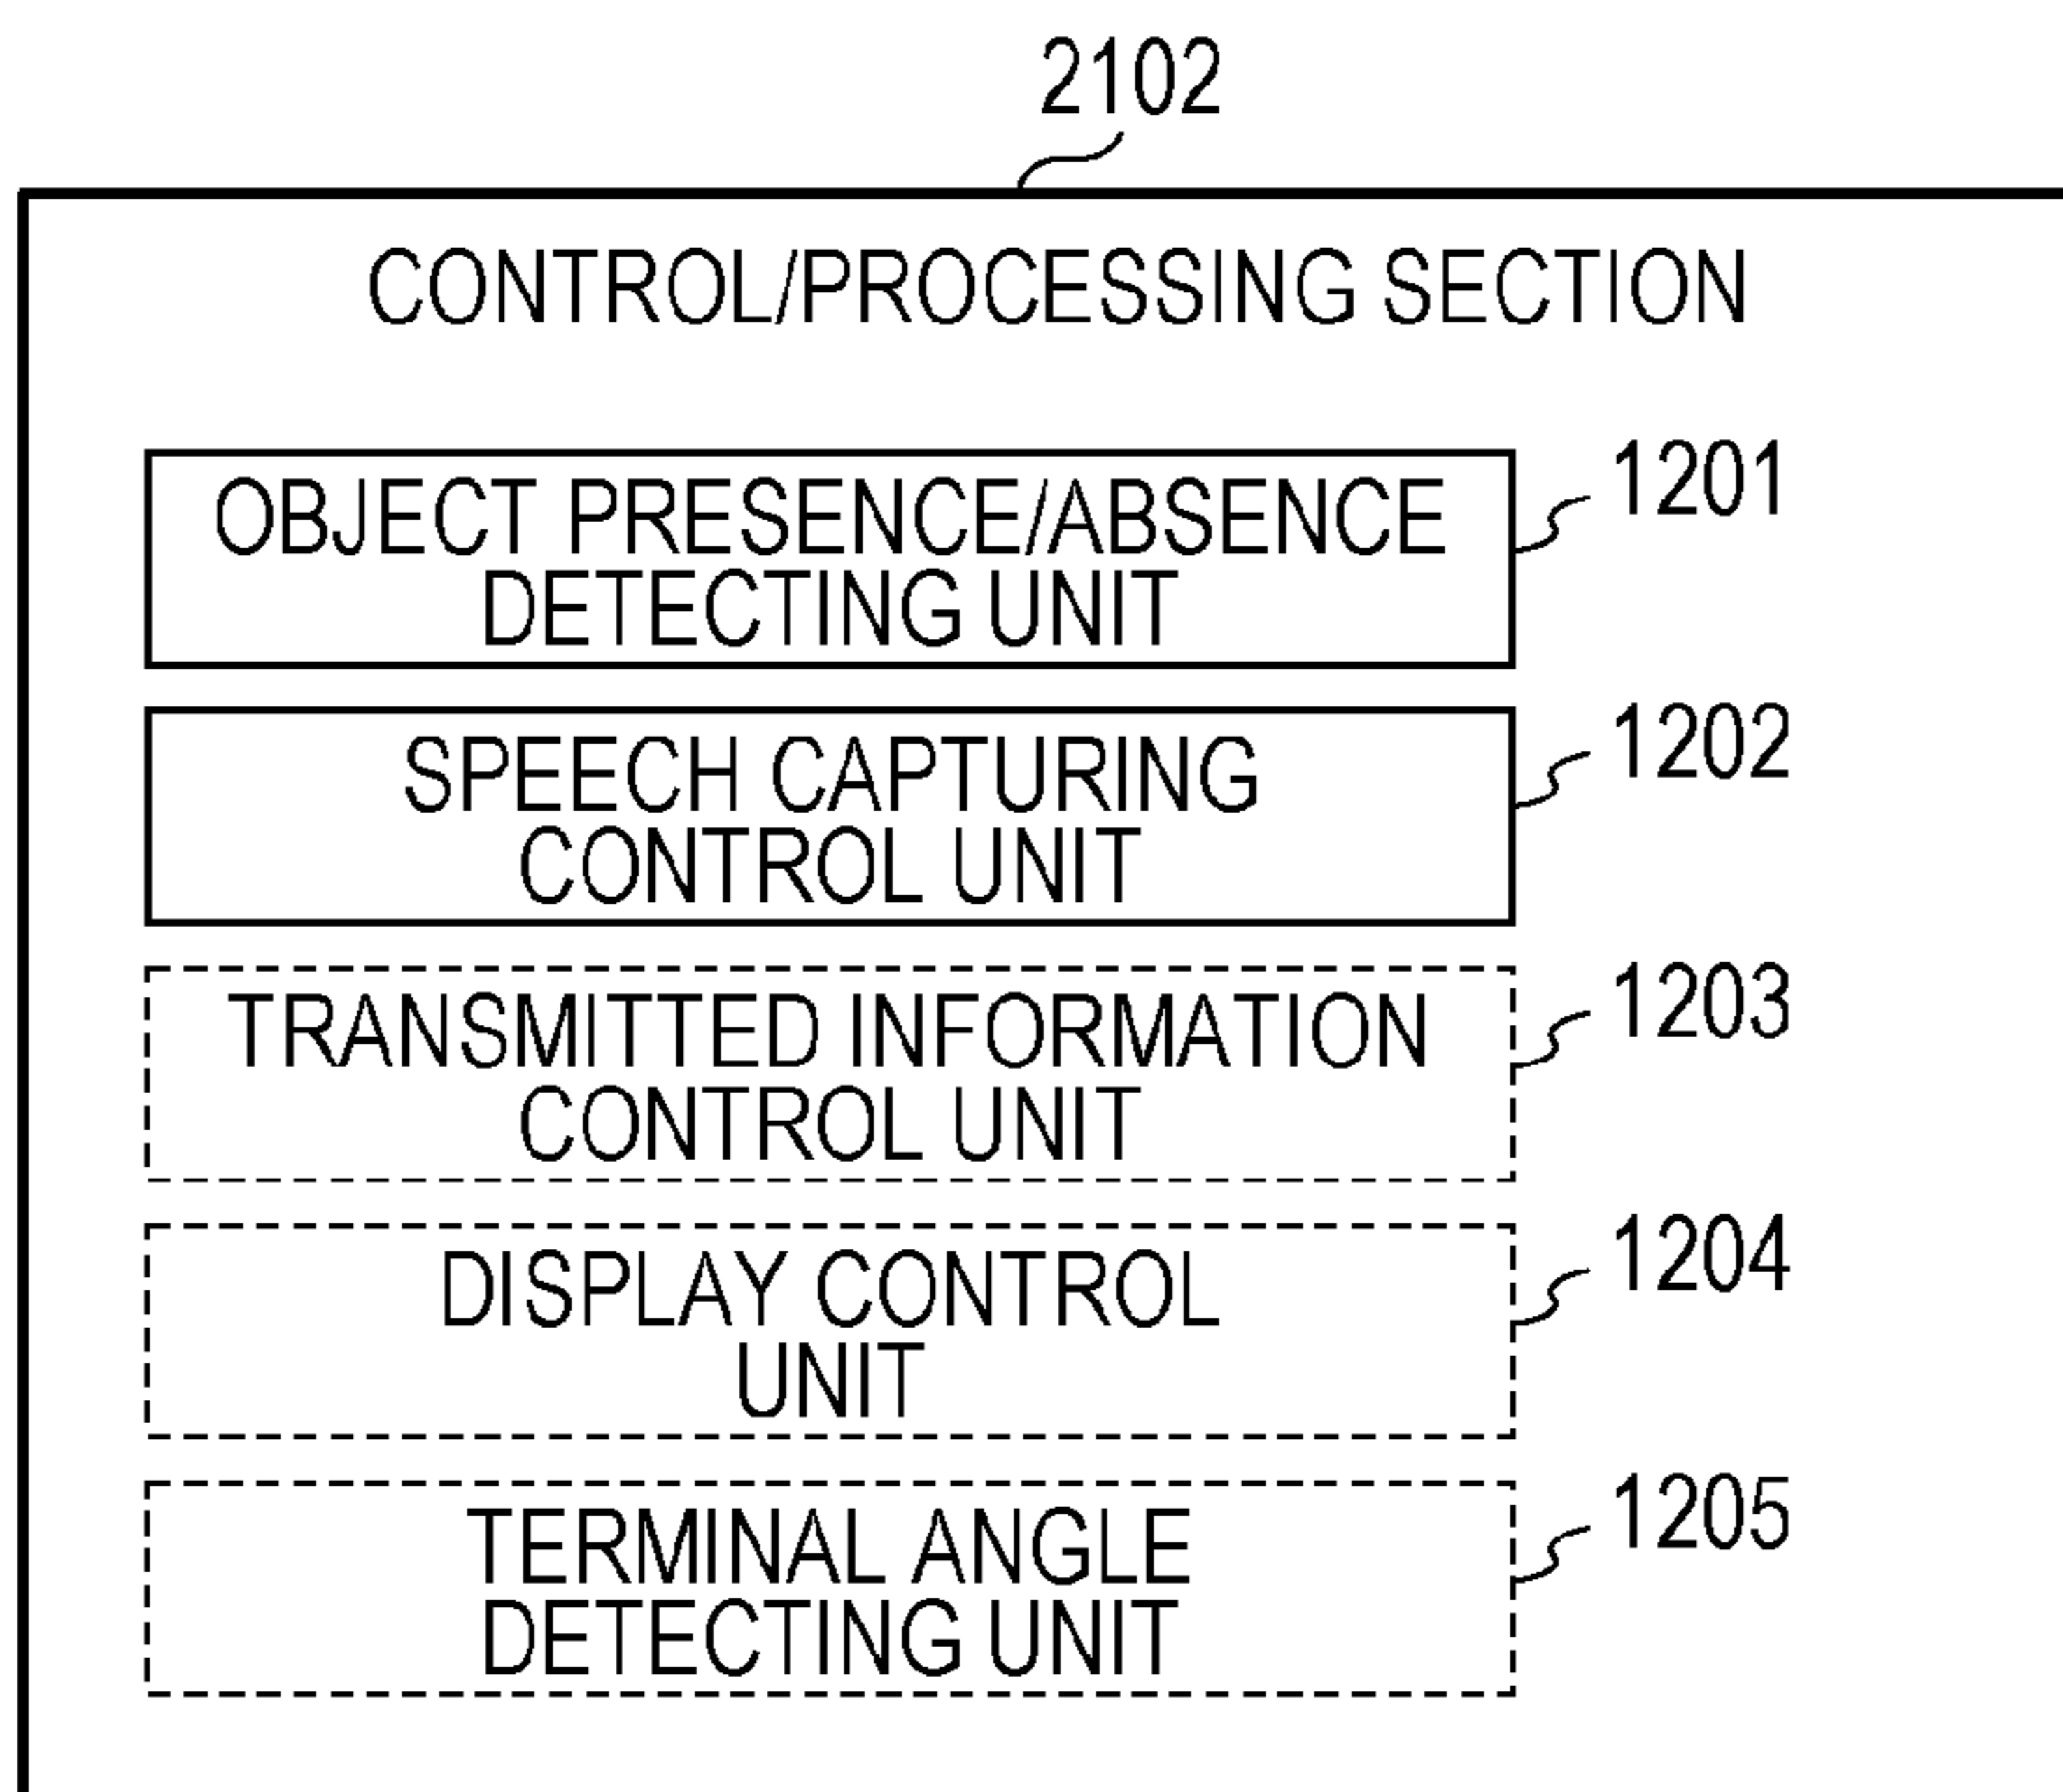 2102
CONTROL/PROCESSING SECTION
OBJECT PRESENCE/ABSENCE
DETECTING UNIT
1201
SPEECH CAPTURING
CONTROL UNIT
1202
TRANSMITTED INFORMATION
CONTROL UNIT
1203
DISPLAY CONTROL
UNIT
1204
TERMINAL ANGLE
DETECTING UNIT
1205